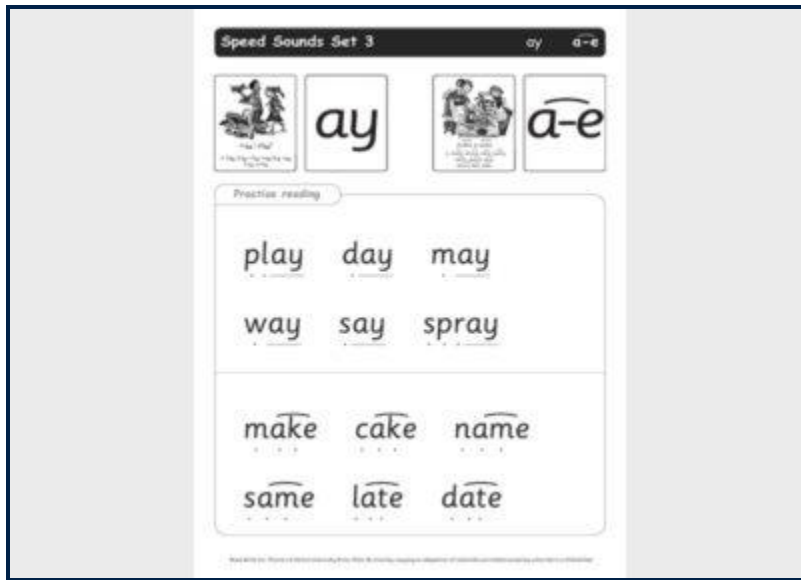 Speed Sounds Set 3 ay a-e
ay a-e
Practise reading
play day may
way say spray
make cake name
same late date